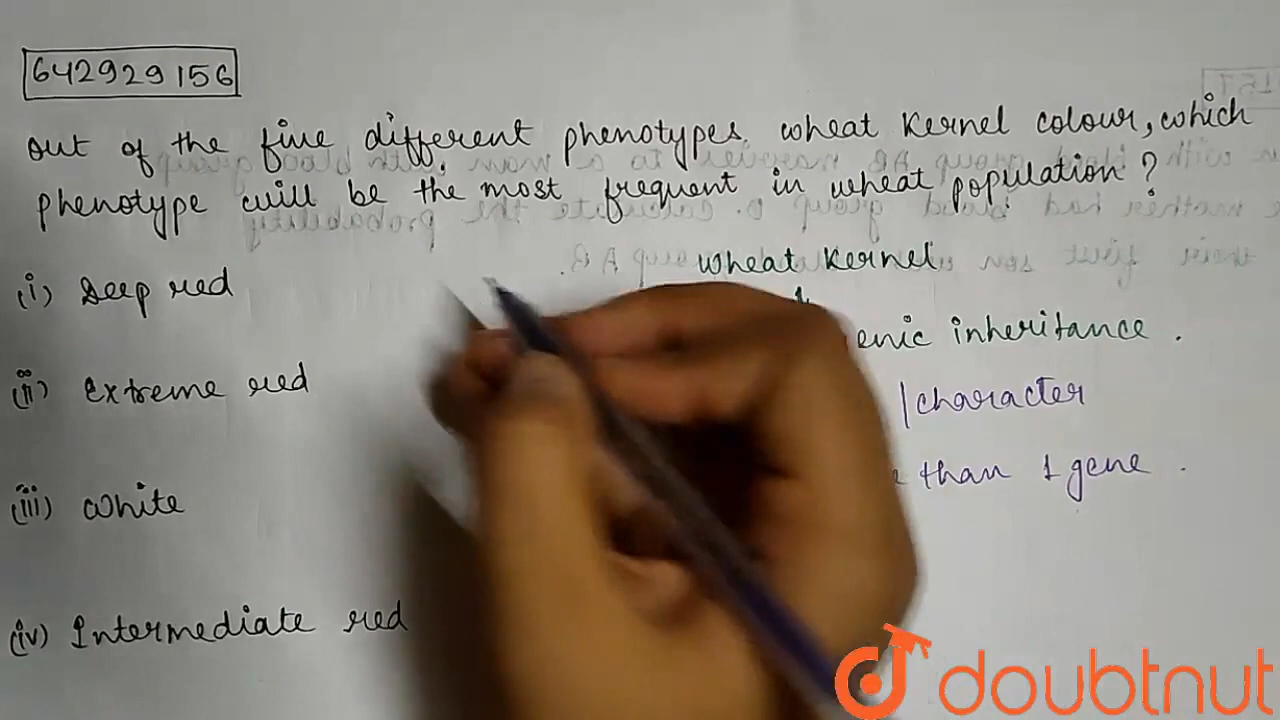 642929156
out of the five different phenotypes wheat kernel colour, which
phenotype will be the most frequent in wheat population ?
wheat kernel
(i) Deep red
enic inheritance .
(ii) Extreme red
/character
than 1 gene .
(iii) White
(iv) Intermediate red
doubtnut